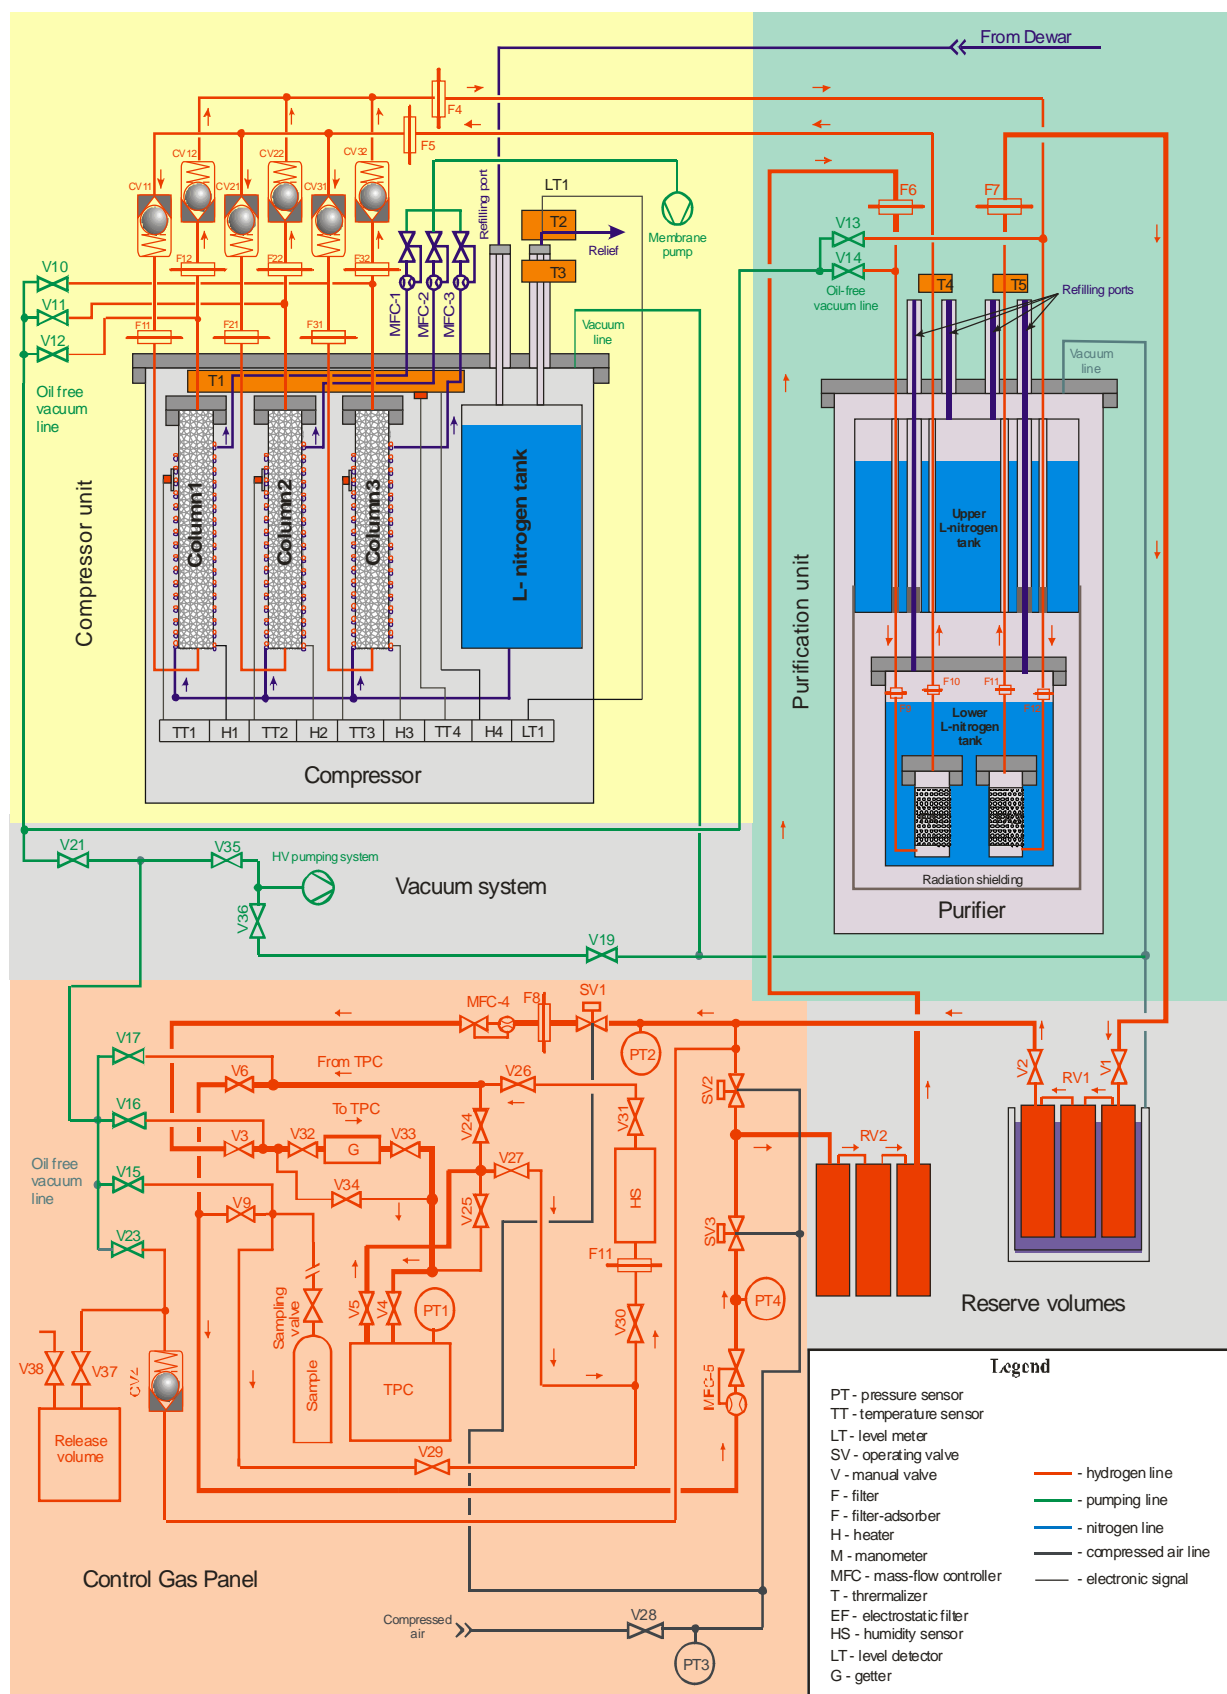 From Dewar
F4
F5
CV12
CV22
CV32
CV11
CV21
CV31
LT1
Refilling port
T2
Relief
T3
Membrane
pump
F6
F7
V13
V14
Oil-free
vacuum line
T4
T5
Refilling ports
V10
V11
V12
F12
F22
F32
F11
F21
F31
MFC-1
MFC-2
MFC-3
Vacuum
line
Vacuum
line
T1
Oil free
vacuum
line
Compressor unit
Column1
Column2
Column3
L- nitrogen tank
Upper
L-nitrogen
tank
Purification unit
F10
F11
Lower
L-nitrogen
tank
TT1
H1
TT2
H2
TT3
H3
TT4
H4
LT1
Compressor
Radiation shielding
Purifier
V21
V35
HV pumping system
Vacuum system
V36
V19
MFC-4
F8
SV1
PT2
V17
From TPC
V6
V26
V16
To TPC
V3
V32
G
V33
V24
V31
SV2
V2
RV1
V1
RV2
Oil free
vacuum
line
V15
V34
V27
V9
V25
HS
V23
SV3
F11
Sampling
valve
V5
V4
PT1
V30
PT4
Reserve volumes
V38
V37
CV4
Sample
TPC
MFC-5
Release
volume
V29
Control Gas Panel
Compressed
air
V28
PT3
Legend
PT - pressure sensor
TT - temperature sensor
LT - level meter
SV - operating valve
V - manual valve
F - filter
F - filter-adsorber
H - heater
M - manometer
MFC - mass-flow controller
T - thrermalizer
EF - electrostatic filter
HS - humidity sensor
LT - level detector
G - getter
- hydrogen line
- pumping line
- nitrogen line
- compressed air line
- electronic signal